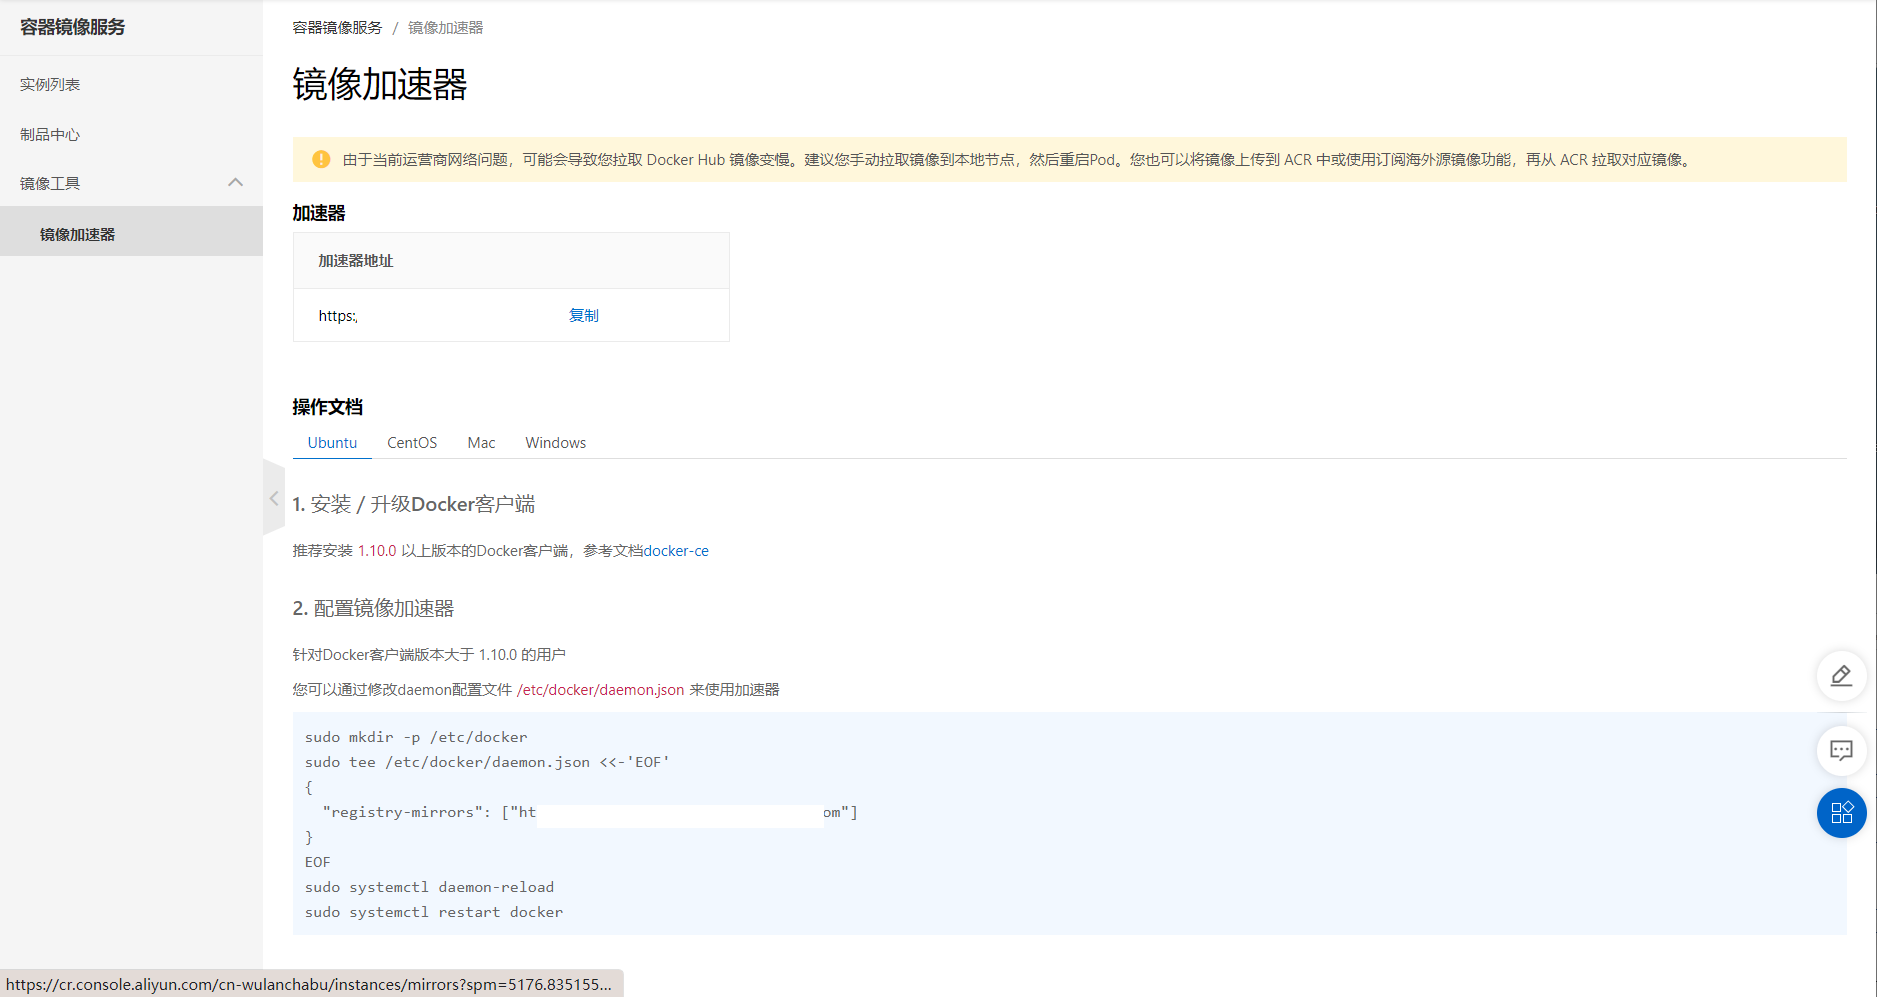 容器镜像服务
实例列表
制品中心
镜像工具
镜像加速器
容器镜像服务 / 镜像加速器
镜像加速器
由于当前运营商网络问题，可能会导致您拉取 Docker Hub 镜像变慢。建议您手动拉取镜像到本地节点，然后重启Pod。您也可以将镜像上传到 ACR 中或使用订阅海外源镜像功能，再从 ACR 拉取对应镜像。
加速器
加速器地址
https: 复制
操作文档
Ubuntu CentOS Mac Windows
1. 安装 / 升级Docker客户端
推荐安装 1.10.0 以上版本的Docker客户端，参考文档docker-ce
2. 配置镜像加速器
针对Docker客户端版本大于 1.10.0 的用户
您可以通过修改daemon配置文件 /etc/docker/daemon.json 来使用加速器
sudo mkdir -p /etc/docker
sudo tee /etc/docker/daemon.json <<-'EOF'
{
"registry-mirrors": ["ht om"]
}
EOF
sudo systemctl daemon-reload
sudo systemctl restart docker
https://cr.console.aliyun.com/cn-wulanchabu/instances/mirrors?spm=5176.835155...